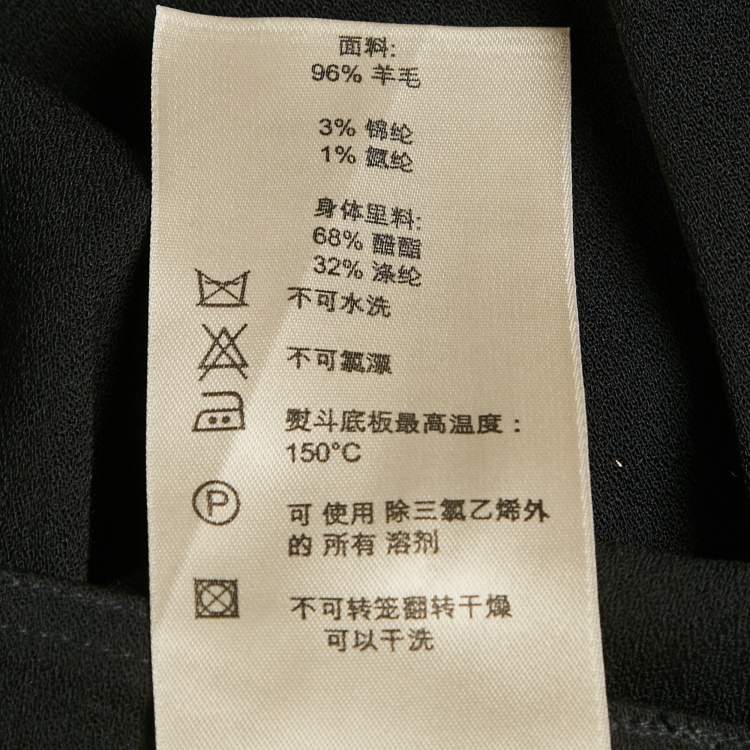 面料:
96% 羊毛
3% 锦纶
1% 氨纶
身体里料:
68% 醋酯
32% 涤纶
不可水洗
不可氯漂
熨斗底板最高温度：
150°C
P
可 使用 除三氯乙烯外
的 所有 溶剂
不可转笼翻转干燥
可以干洗